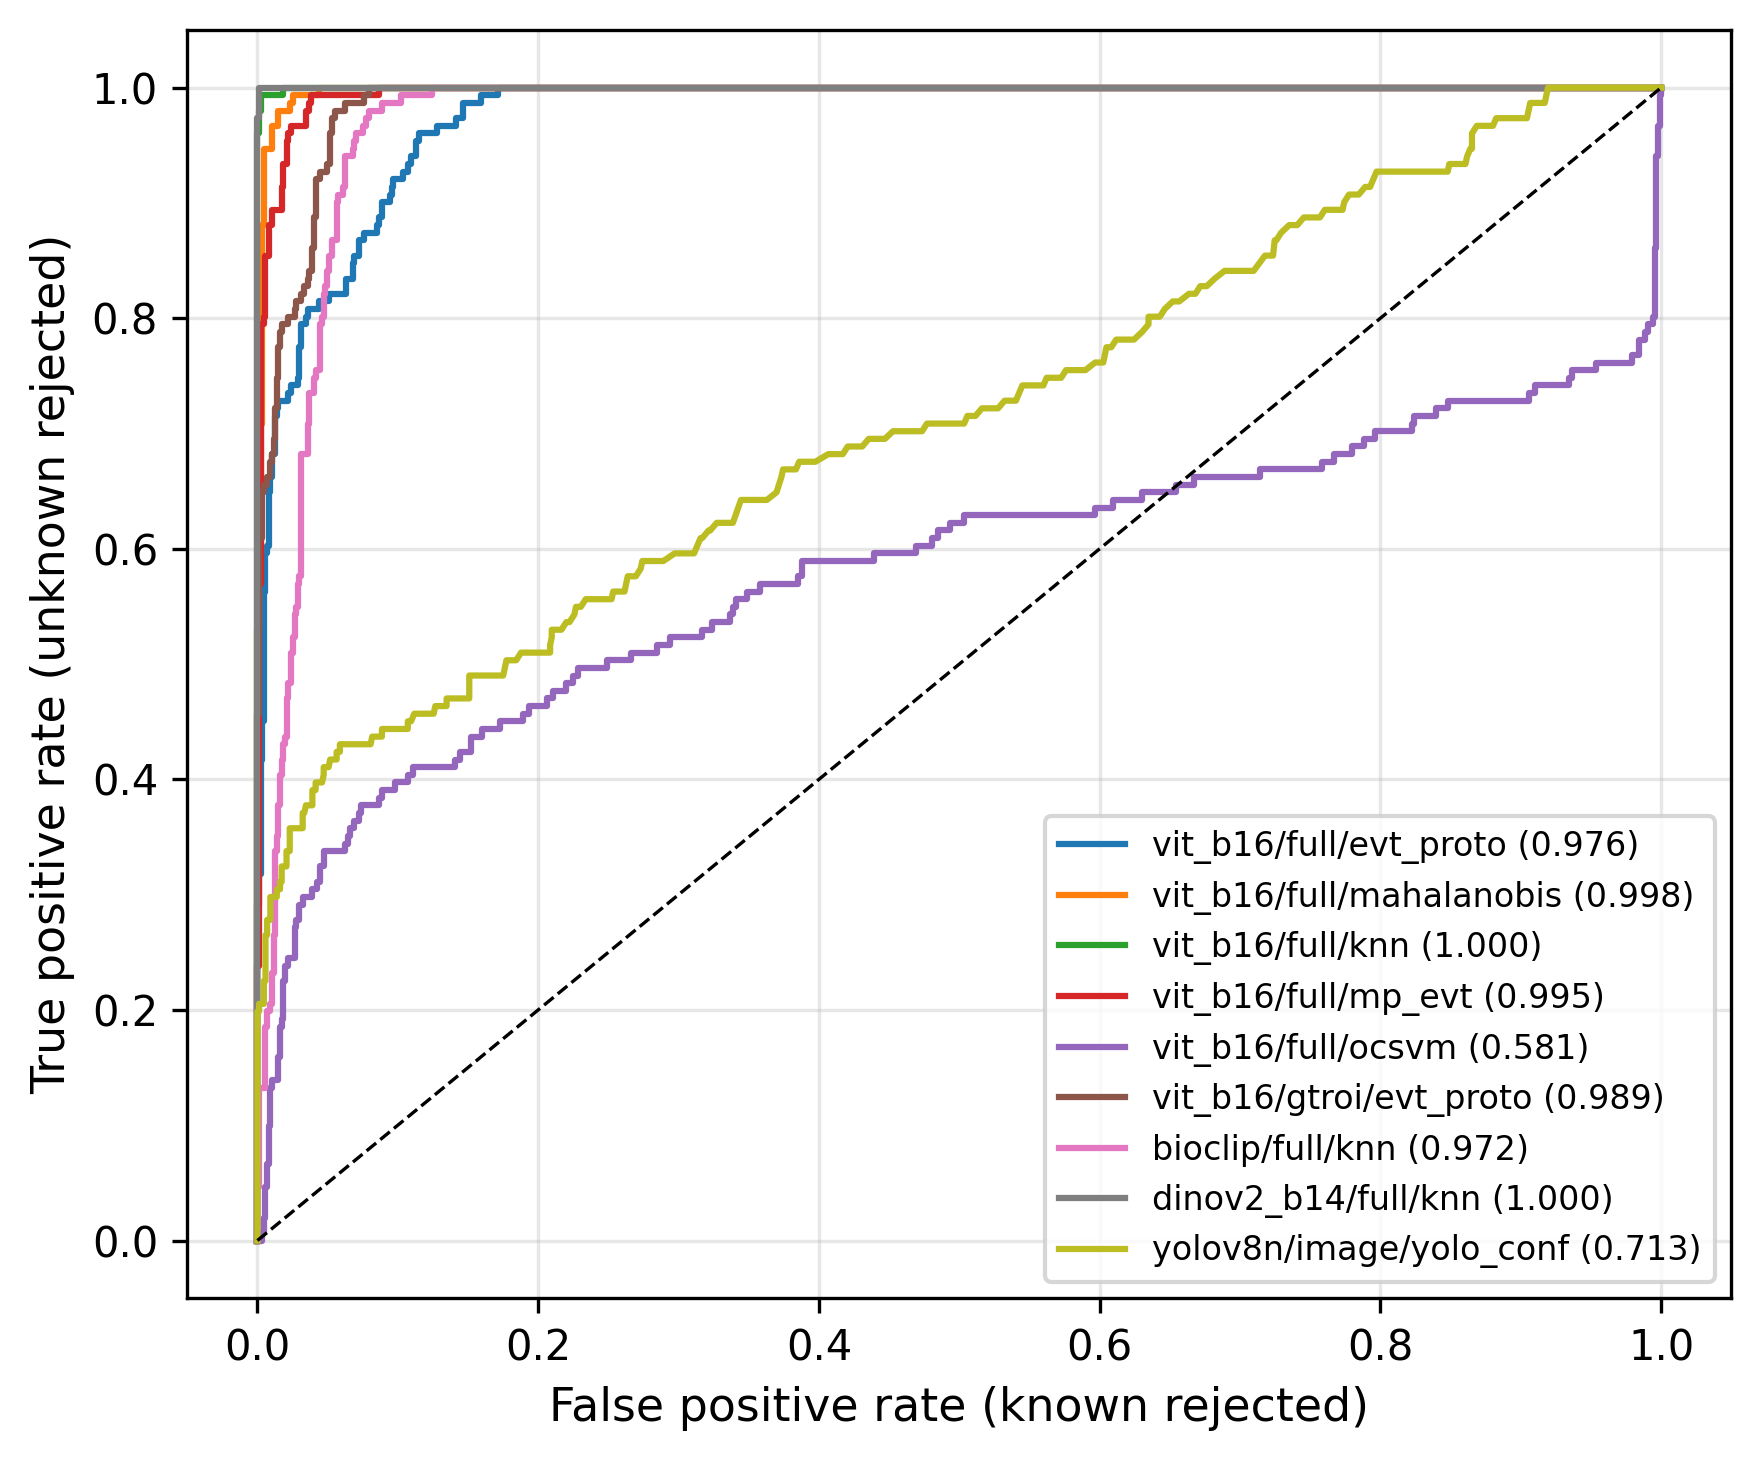 1.0
0.8
0.6
0.4
0.2
0.0
True positive rate (unknown rejected)
vit_b16/full/evt_proto (0.976)
vit_b16/full/mahalanobis (0.998)
vit_b16/full/knn (1.000)
vit_b16/full/mp_evt (0.995)
vit_b16/full/ocsvm (0.581)
vit_b16/gtroi/evt_proto (0.989)
bioclip/full/knn (0.972)
dinov2_b14/full/knn (1.000)
yolov8n/image/yolo_conf (0.713)
0.0 0.2 0.4 0.6 0.8 1.0
False positive rate (known rejected)